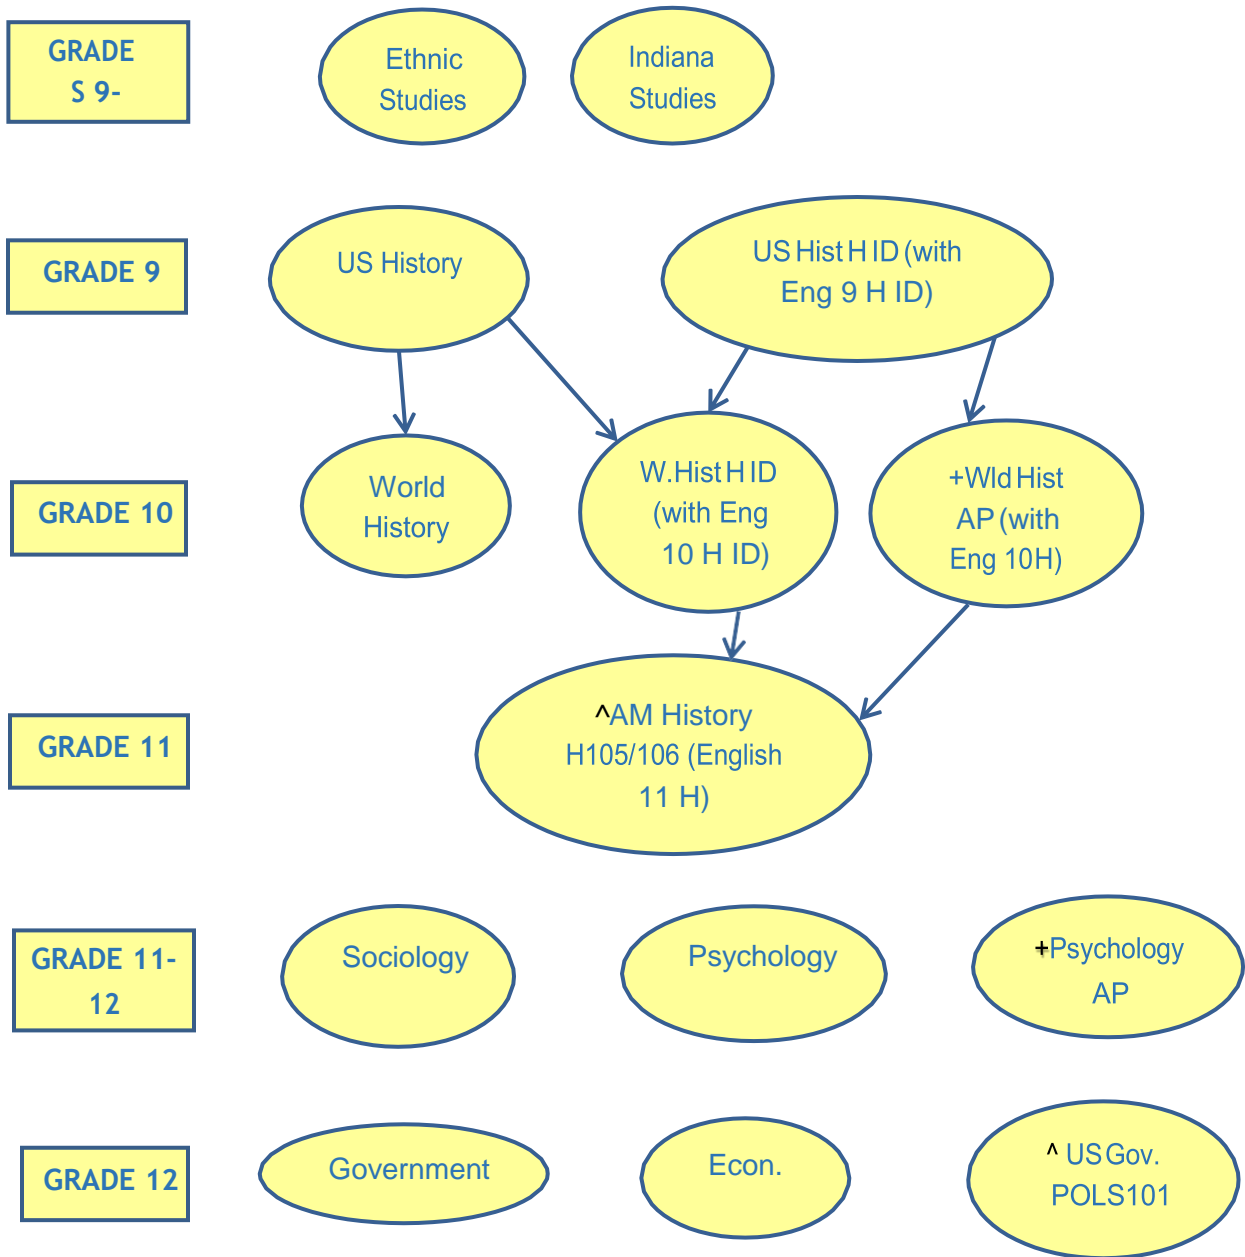 GRADE
S 9-
Ethnic
Studies
Indiana
Studies
GRADE 9
US History
US Hist H ID (with
Eng 9 H ID)
GRADE 10
World
History
W.Hist H ID
(with Eng
10 H ID)
+Wld Hist
AP (with
Eng 10H)
GRADE 11
^AM History
H105/106 (English
11 H)
GRADE 11-
12
Sociology
Psychology
+Psychology
AP
GRADE 12
Government
Econ.
^ US Gov.
POLS101